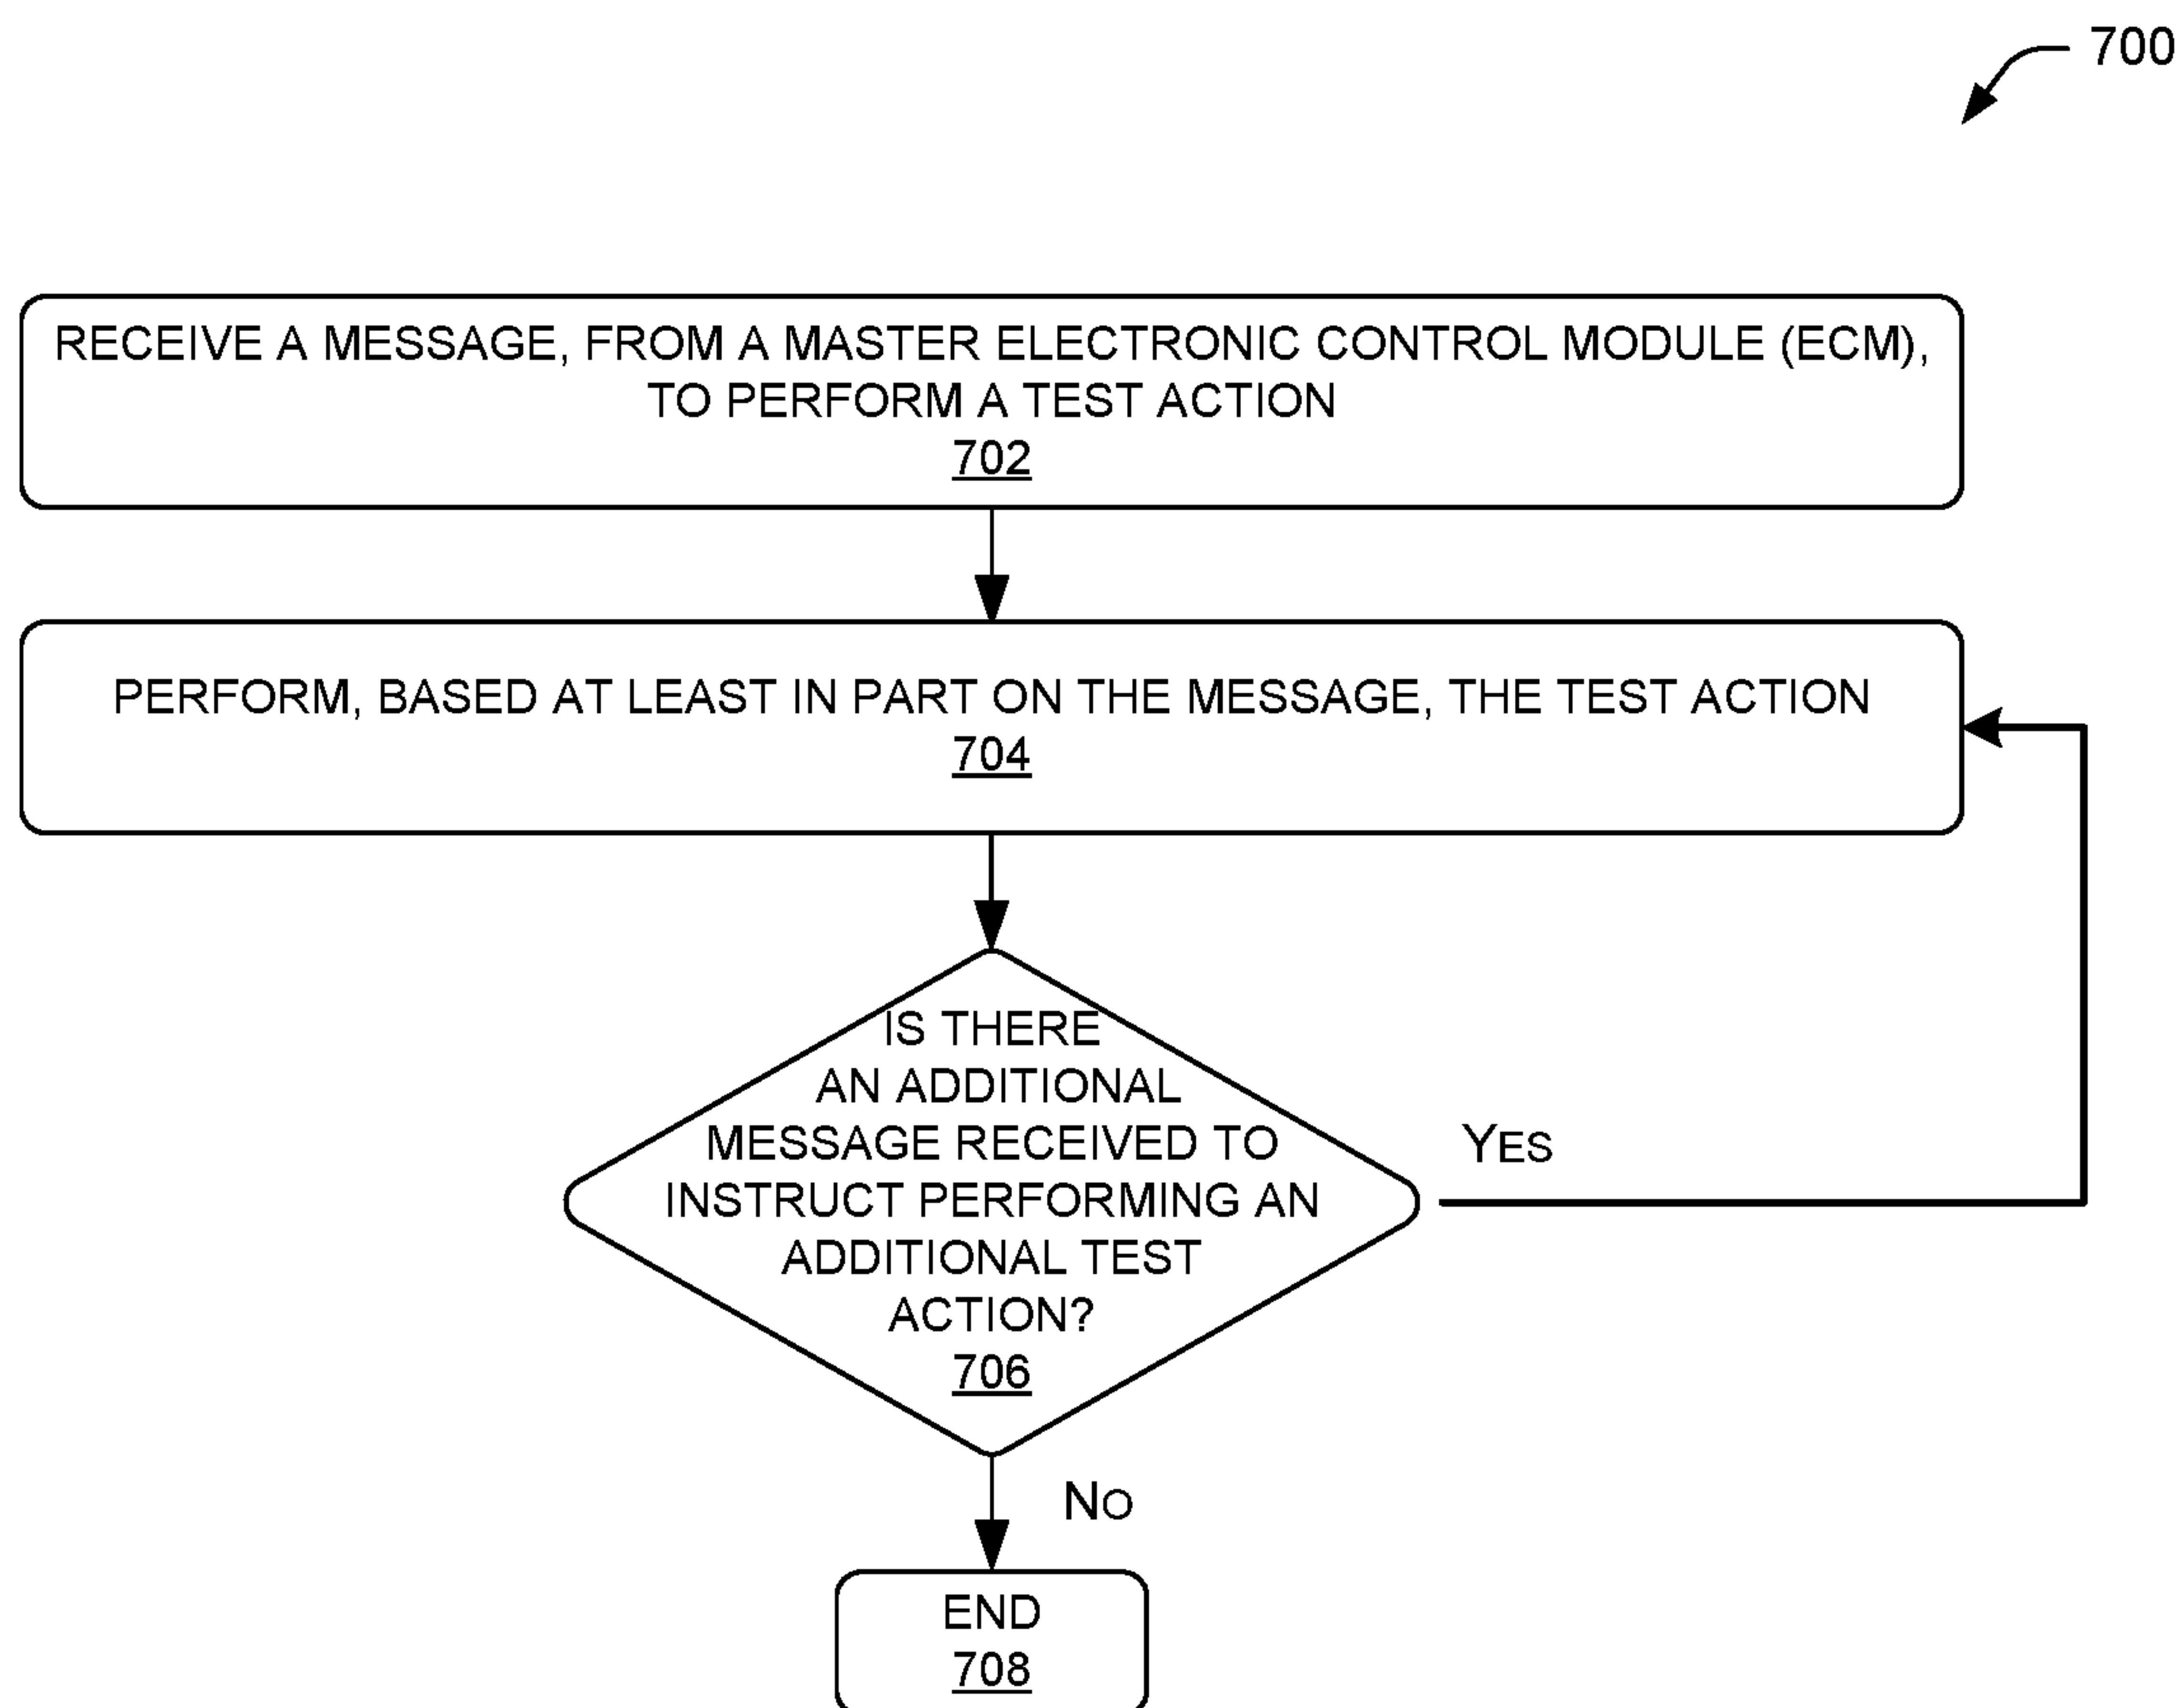 700
RECEIVE A MESSAGE, FROM A MASTER ELECTRONIC CONTROL MODULE (ECM),
TO PERFORM A TEST ACTION
702
PERFORM, BASED AT LEAST IN PART ON THE MESSAGE, THE TEST ACTION
704
IS THERE
AN ADDITIONAL
MESSAGE RECEIVED TO
INSTRUCT PERFORMING AN
ADDITIONAL TEST
ACTION?
706
YES
NO
END
708